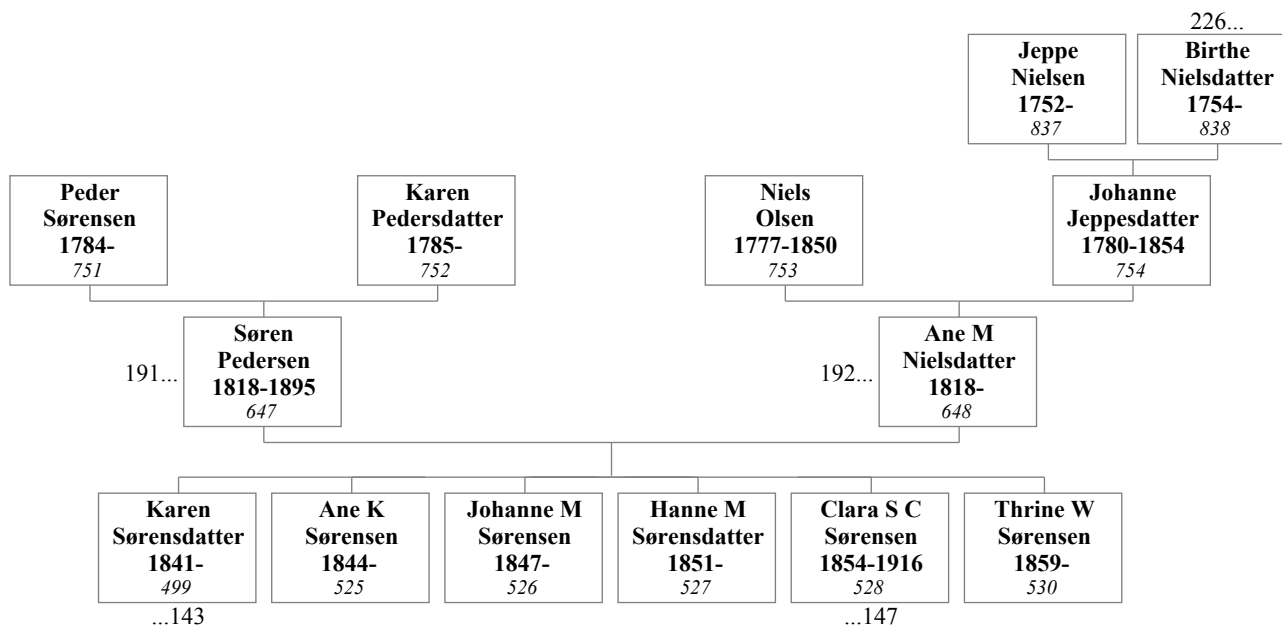 226...
Jeppe
Nielsen
1752-
837
Birthe
Nielsdatter
1754-
838
Peder
Sørensen
1784-
751
Karen
Pedersdatter
1785-
752
Niels
Olsen
1777-1850
753
Johanne
Jeppesdatter
1780-1854
754
191...
Søren
Pedersen
1818-1895
647
192...
Ane M
Nielsdatter
1818-
648
Karen
Sørensdatter
1841-
499
...143
Ane K
Sørensen
1844-
525
Johanne M
Sørensen
1847-
526
Hanne M
Sørensdatter
1851-
527
Clara S C
Sørensen
1854-1916
528
...147
Thrine W
Sørensen
1859-
530